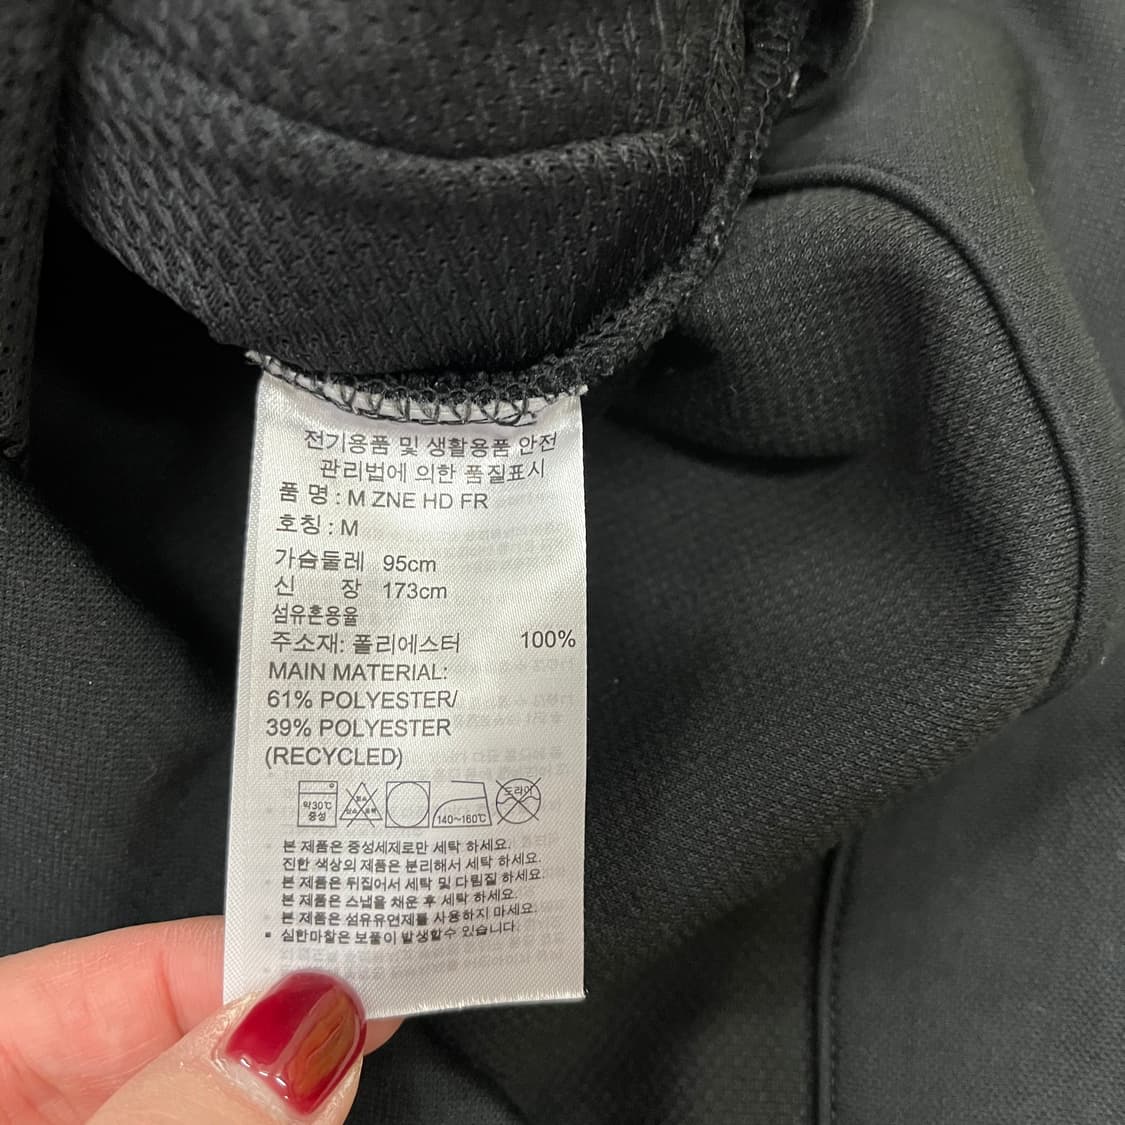 전기용품 및 생활용품 안전
관리법에 의한 품질표시
품 명 : M ZNE HD FR
호칭 : M
가슴둘레 95cm
신 장 173cm
섬유혼용율
주소재: 폴리에스터 100%
MAIN MATERIAL:
61% POLYESTER/
39% POLYESTER
(RECYCLED)
약30℃ 중성 140~160℃ 드라이
본 제품은 중성세제로만 세탁 하세요.
진한 색상의 제품은 분리해서 세탁 하세요.
본 제품은 뒤집어서 세탁 및 다림질 하세요.
본 제품은 스냅을 채운 후 세탁 하세요.
본 제품은 섬유유연제를 사용하지 마세요.
▪ 심한마찰은 보풀이 발생할수 있습니다.